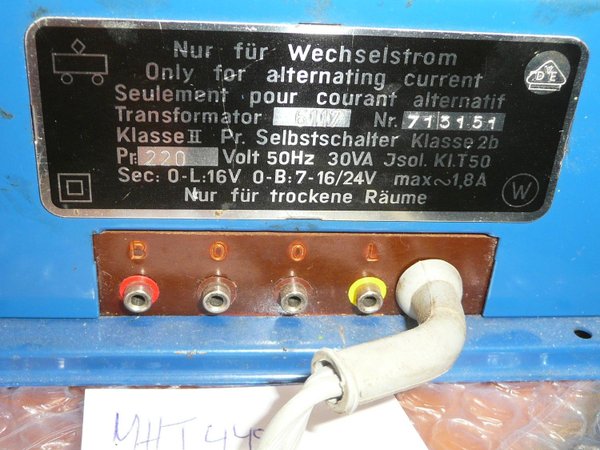 Nur für Wechselstrom
Only for alternating current
Seulement pour courant alternatif
Transformator 6117 Nr. 713151
Klasse II Pr. Selbstschalter Klasse 2b
Pr. 220 Volt 50Hz 30VA Jsol. Kl.T50
Sec: 0-L:16V 0-B:7-16/24V max~1,8A
Nur für trockene Räume
VDE
W
B O O L